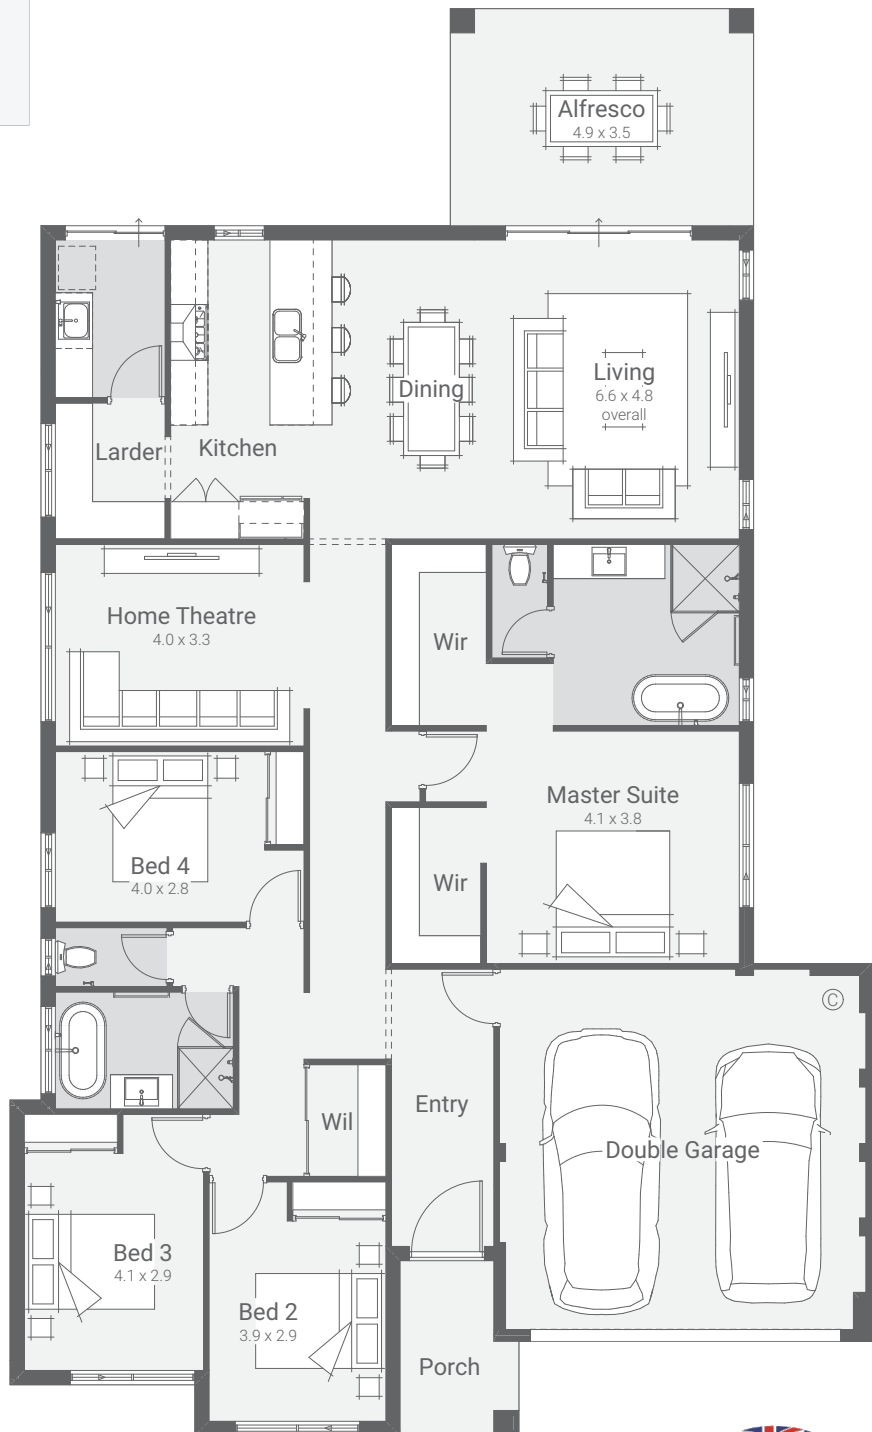 Alfresco
4.9 x 3.5
Living
6.6 x 4.8
overall
Dining
Larder
Kitchen
Home Theatre
4.0 x 3.3
Wir
Master Suite
4.1 x 3.8
Bed 4
4.0 x 2.8
Wir
C
Entry
Wil
Double Garage
Bed 3
4.1 x 2.9
Bed 2
3.9 x 2.9
Porch